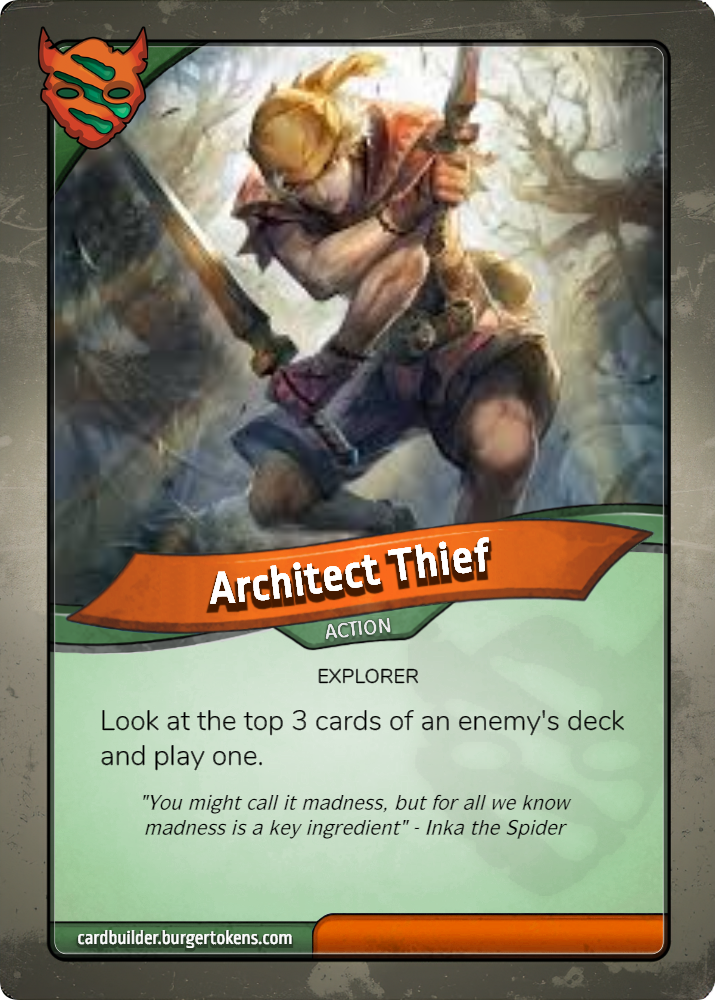 Architect Thief
ACTION
EXPLORER
Look at the top 3 cards of an enemy's deck
and play one.
"You might call it madness, but for all we know
madness is a key ingredient" - Inka the Spider
cardbuilder.burgertokens.com